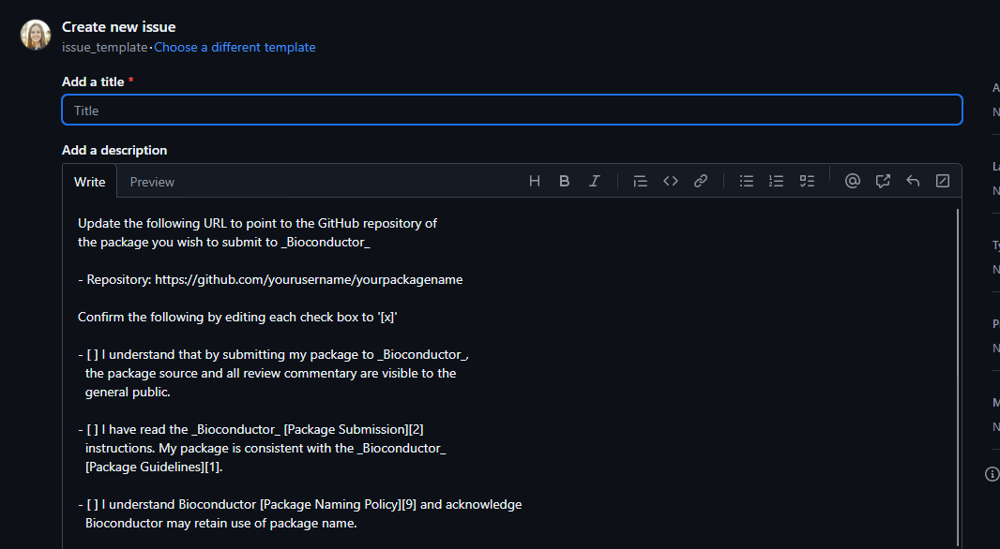 Create new issue
issue_template·Choose a different template
Add a title *
Title
Add a description
Write Preview
Update the following URL to point to the GitHub repository of
the package you wish to submit to _Bioconductor_
- Repository: https://github.com/yourusername/yourpackagename
Confirm the following by editing each check box to '[x]'
- [ ] I understand that by submitting my package to _Bioconductor_,
the package source and all review commentary are visible to the
general public.
- [ ] I have read the _Bioconductor_ [Package Submission][2]
instructions. My package is consistent with the _Bioconductor_
[Package Guidelines][1].
- [ ] I understand Bioconductor [Package Naming Policy][9] and acknowledge
Bioconductor may retain use of package name.